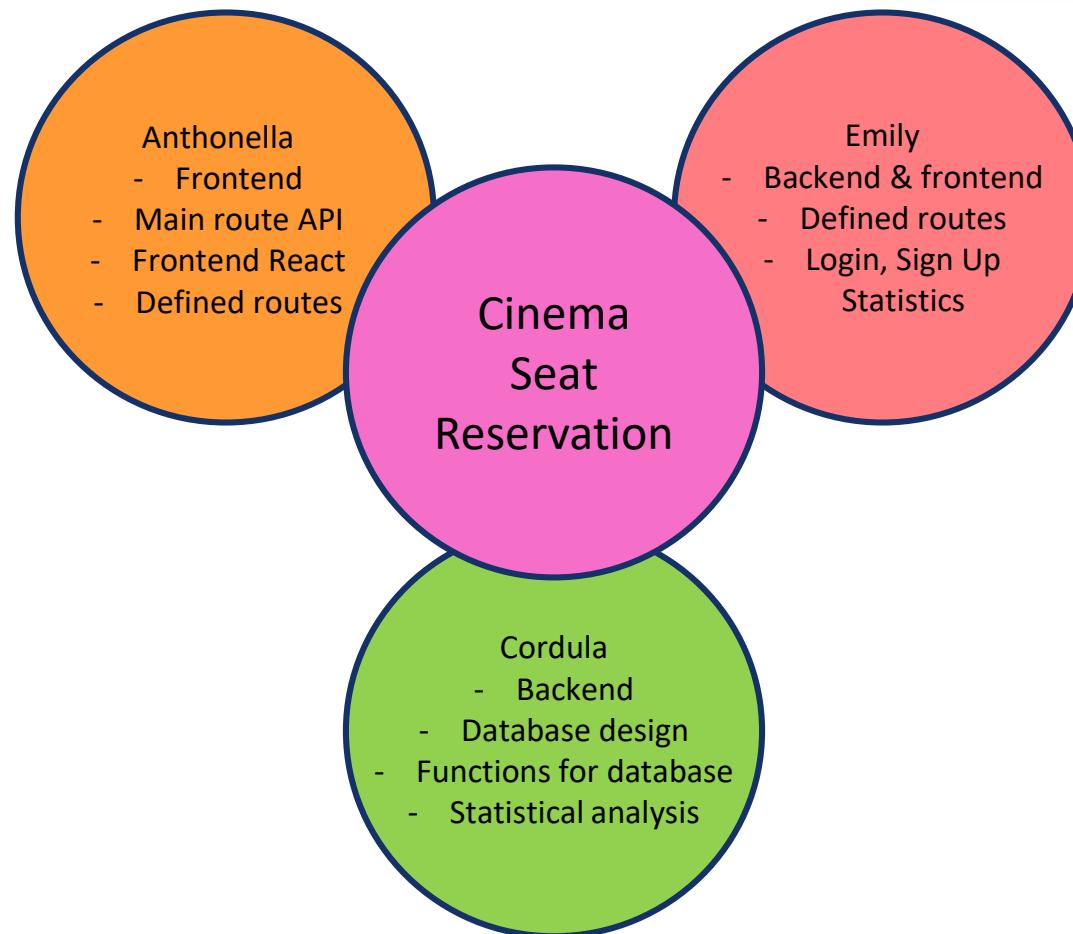 Anthonella
- Frontend
- Main route API
- Frontend React
- Defined routes
Emily
- Backend & frontend
- Defined routes
- Login, Sign Up
Statistics
Cinema
Seat
Reservation
Cordula
- Backend
- Database design
- Functions for database
- Statistical analysis